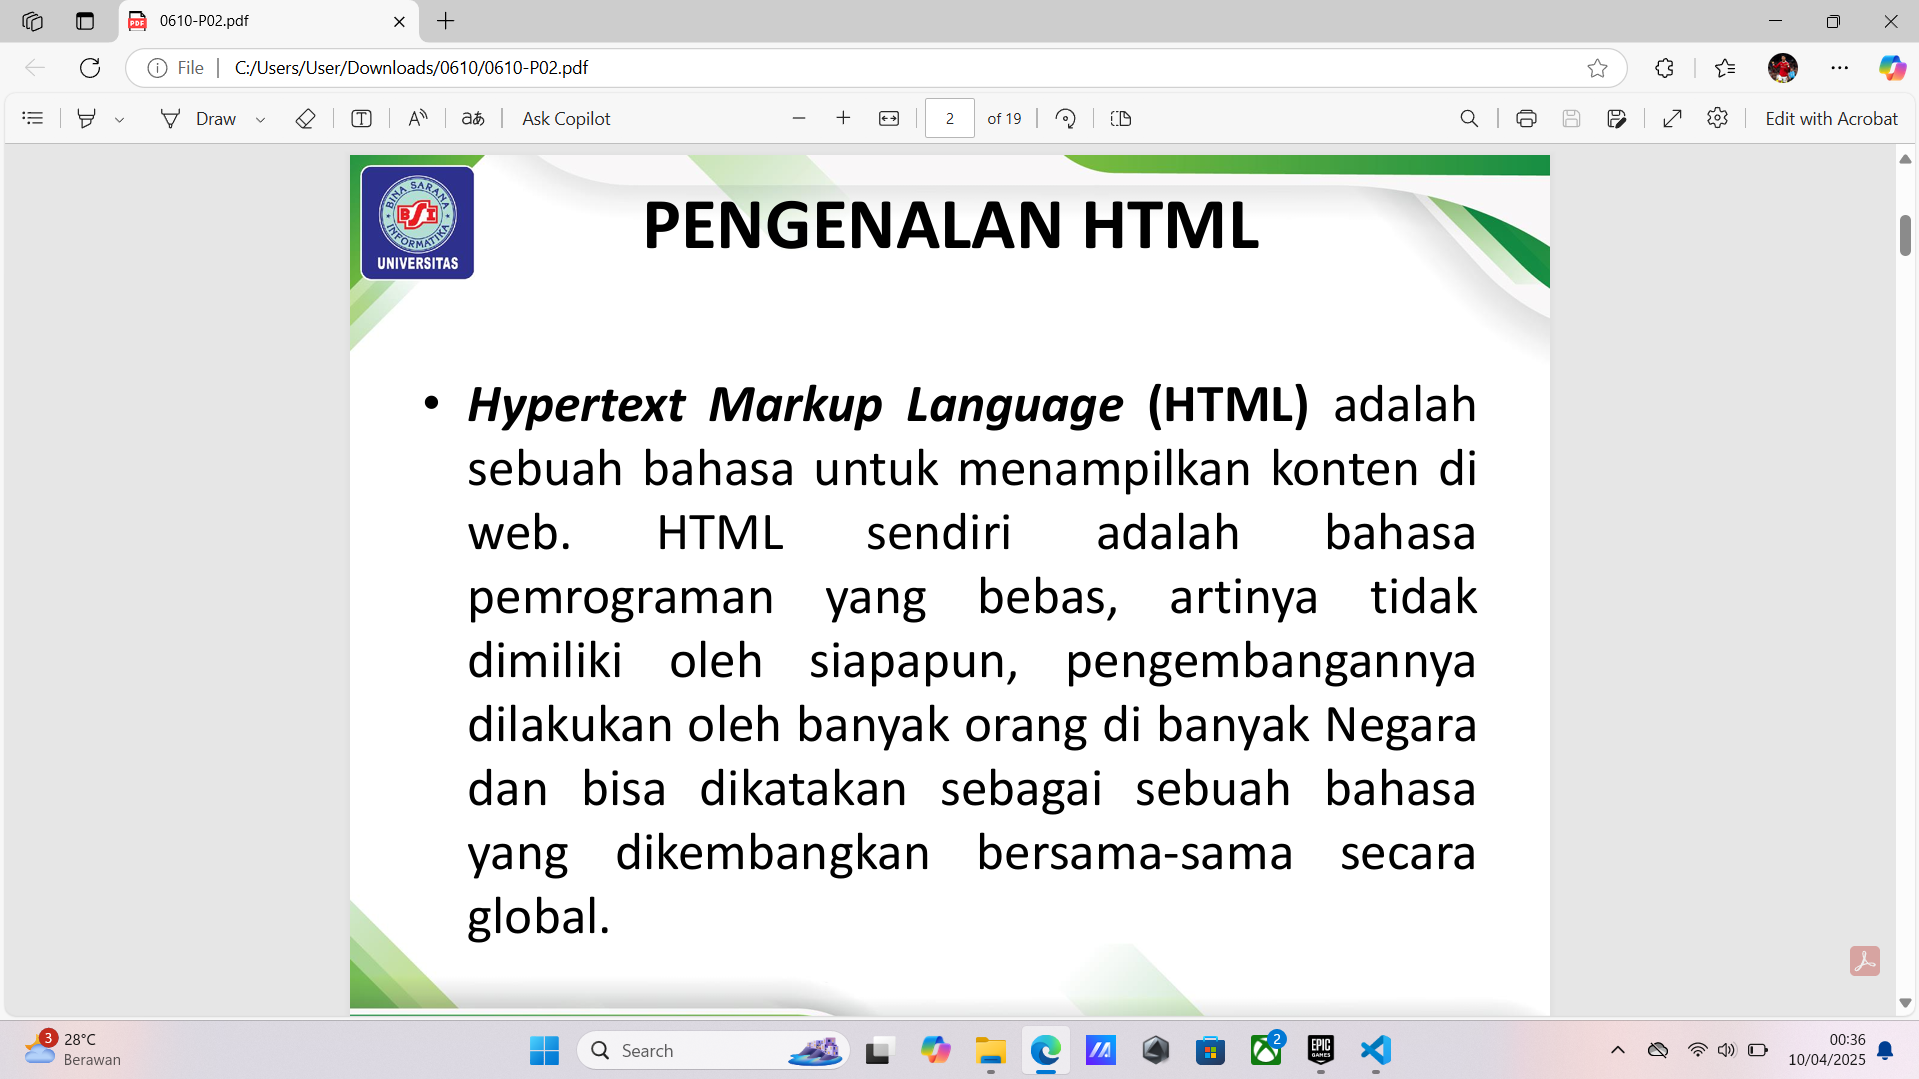 0610-P02.pdf
File C:/Users/User/Downloads/0610/0610-P02.pdf
Draw Ask Copilot 2 of 19 Edit with Acrobat
BINA SARANA
BSI
INFORMATIKA
UNIVERSITAS
PENGENALAN HTML
• Hypertext Markup Language (HTML) adalah
sebuah bahasa untuk menampilkan konten di
web. HTML sendiri adalah bahasa
pemrograman yang bebas, artinya tidak
dimiliki oleh siapapun, pengembangannya
dilakukan oleh banyak orang di banyak Negara
dan bisa dikatakan sebagai sebuah bahasa
yang dikembangkan bersama-sama secara
global.
3 28°C
Berawan
Search
EPIC GAMES
2
00:36
10/04/2025